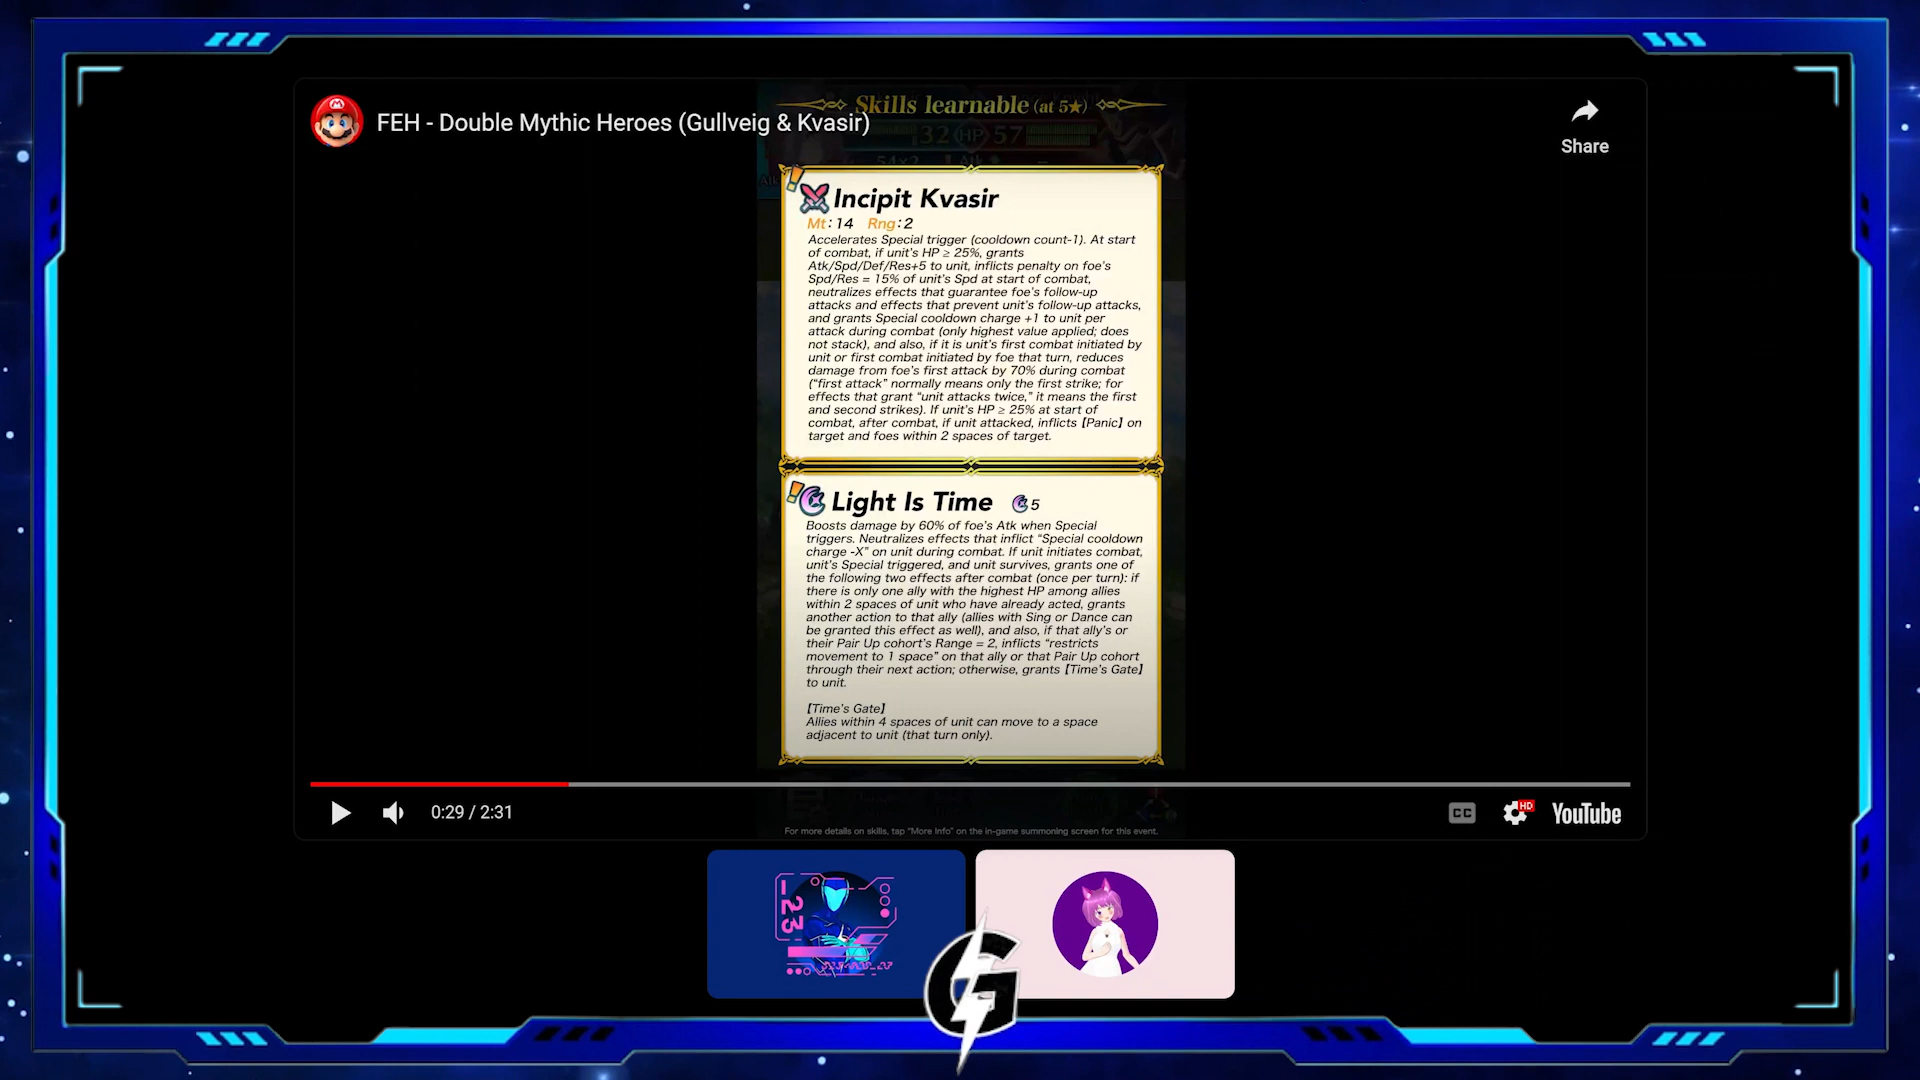 FEH - Double Mythic Heroes (Gullveig & Kvasir)
Share
Skills learnable (at 5★)
32 HP 57
Incipit Kvasir
Mt: 14 Rng: 2
Accelerates Special trigger (cooldown count-1). At start
of combat, if unit's HP ≥ 25%, grants
Atk/Spd/Def/Res+5 to unit, inflicts penalty on foe's
Spd/Res = 15% of unit's Spd at start of combat,
neutralizes effects that guarantee foe's follow-up
attacks and effects that prevent unit's follow-up attacks,
and grants Special cooldown charge +1 to unit per
attack during combat (only highest value applied; does
not stack), and also, if it is unit's first combat initiated by
unit or first combat initiated by foe that turn, reduces
damage from foe's first attack by 70% during combat
("first attack" normally means only the first strike; for
effects that grant "unit attacks twice," it means the first
and second strikes). If unit's HP ≥ 25% at start of
combat, after combat, if unit attacked, inflicts【Panic】on
target and foes within 2 spaces of target.
Light Is Time 5
Boosts damage by 60% of foe's Atk when Special
triggers. Neutralizes effects that inflict "Special cooldown
charge -X" on unit during combat. If unit initiates combat,
unit's Special triggered, and unit survives, grants one of
the following two effects after combat (once per turn): if
there is only one ally with the highest HP among allies
within 2 spaces of unit who have already acted, grants
another action to that ally (allies with Sing or Dance can
be granted this effect as well), and also, if that ally's or
their Pair Up cohort's Range = 2, inflicts "restricts
movement to 1 space" on that ally or that Pair Up cohort
through their next action; otherwise, grants【Time's Gate】
to unit.
【Time's Gate】
Allies within 4 spaces of unit can move to a space
adjacent to unit (that turn only).
0:29 / 2:31
CC
HD
YouTube
For more details on skills, tap "More Info" on the in-game summoning screen for this event.
123
G